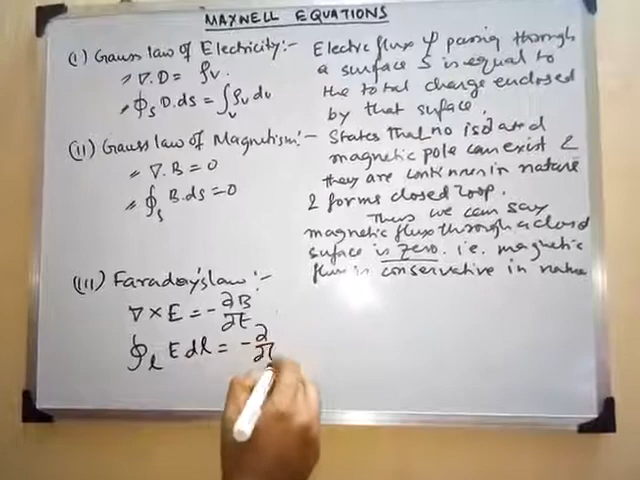 MAXWELL EQUATIONS
(I) Gauss law of Electricity:-
" ∇.D = ρv.
" ∮s D.ds = ∫v ρv dv
Electric flux ψ passing through
a surface S is equal to
the total charge enclosed
by that surface.
(II) Gauss law of Magnetism:-
" ∇.B = 0
" ∮s B.ds = 0
States that no isolated
magnetic pole can exist &
they are continues in nature
& forms closed loop.
Thus we can say
magnetic flux through a closed
surface is zero. i.e. magnetic
flux is conservative in nature
(III) Faraday's law:-
∇ × E = - ∂B/∂t
∮l E dl = - ∂/∂